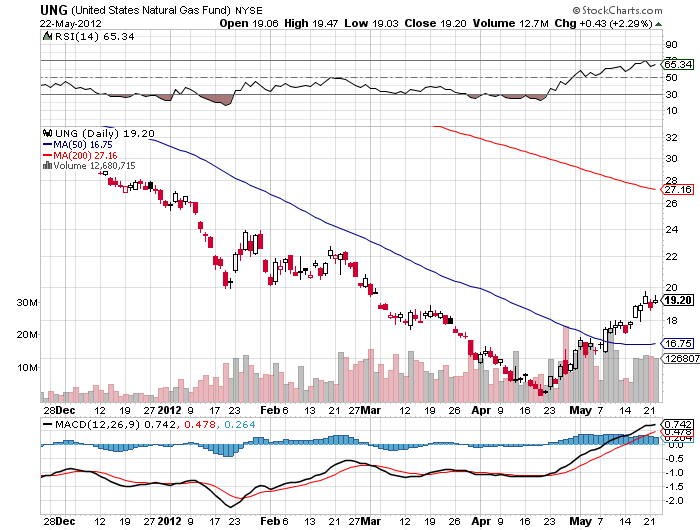 UNG (United States Natural Gas Fund) NYSE © StockCharts.com
22-May-2012 Open 19.06 High 19.47 Low 19.03 Close 19.20 Volume 12.7M Chg +0.43 (+2.29%)
RSI(14) 65.34
90
70
65.34
50
30
10
UNG (Daily) 19.20
MA(50) 16.75
MA(200) 27.16
Volume 12,680,715
30
28
27.16
26
24
22
20
19.20
18
16.75
126807
30M
20M
10M
28 Dec 12 19 27 2012 9 17 23 Feb 6 13 21 27 Mar 12 19 26 Apr 9 16 23 May 7 14 21
MACD(12,26,9) 0.742, 0.478, 0.264
0.742
0.478
0.264
0.0
-0.5
-1.0
-1.5
-2.0
28 Dec 12 19 27 2012 9 17 23 Feb 6 13 21 27 Mar 12 19 26 Apr 9 16 23 May 7 14 21